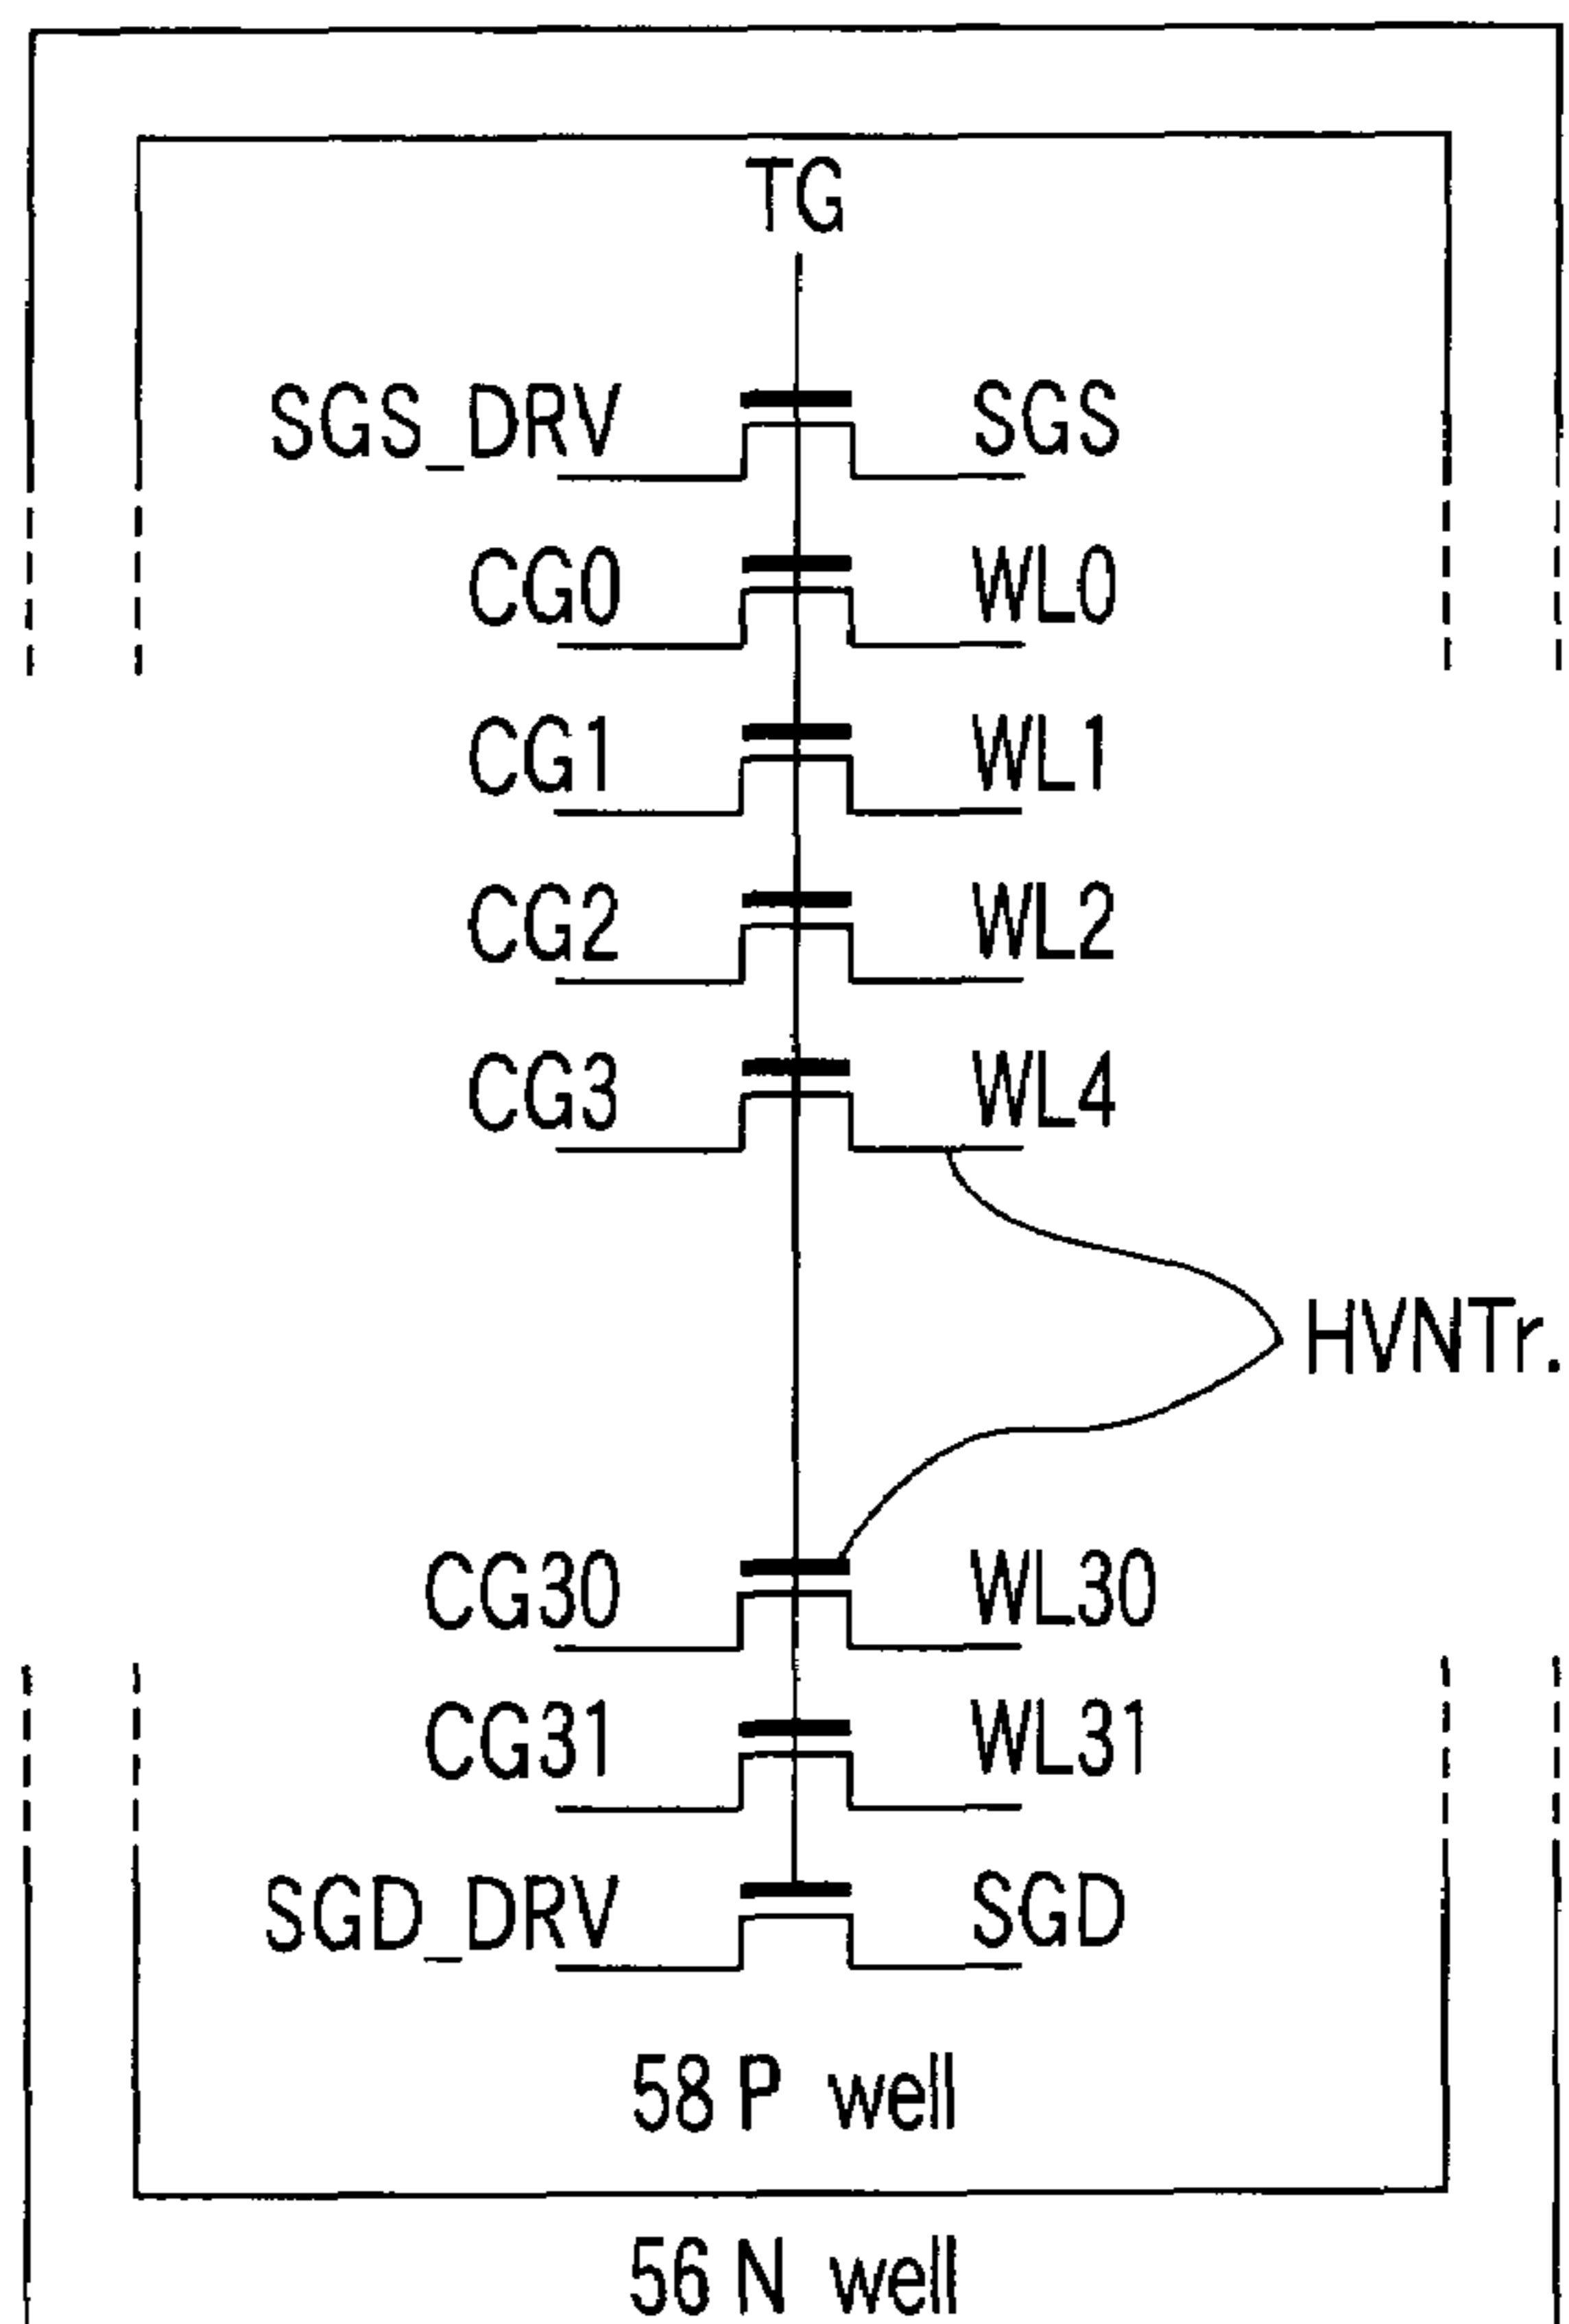 TG
SGS_DRV SGS
CG0 WL0
CG1 WL1
CG2 WL2
CG3 WL4
HVNTr.
CG30 WL30
CG31 WL31
SGD_DRV SGD
58 P well
56 N well